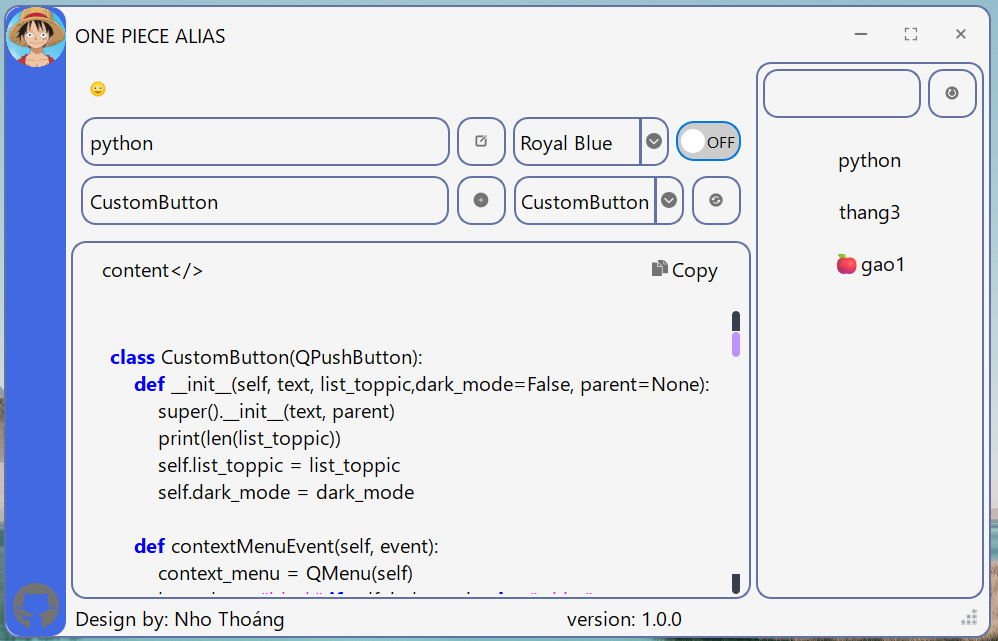 ONE PIECE ALIAS
python
Royal Blue
OFF
CustomButton
CustomButton
content</>
Copy
class CustomButton(QPushButton):
def __init__(self, text, list_toppic,dark_mode=False, parent=None):
super().__init__(text, parent)
print(len(list_toppic))
self.list_toppic = list_toppic
self.dark_mode = dark_mode
def contextMenuEvent(self, event):
context_menu = QMenu(self)
python
thang3
gao1
Design by: Nho Thoáng
version: 1.0.0